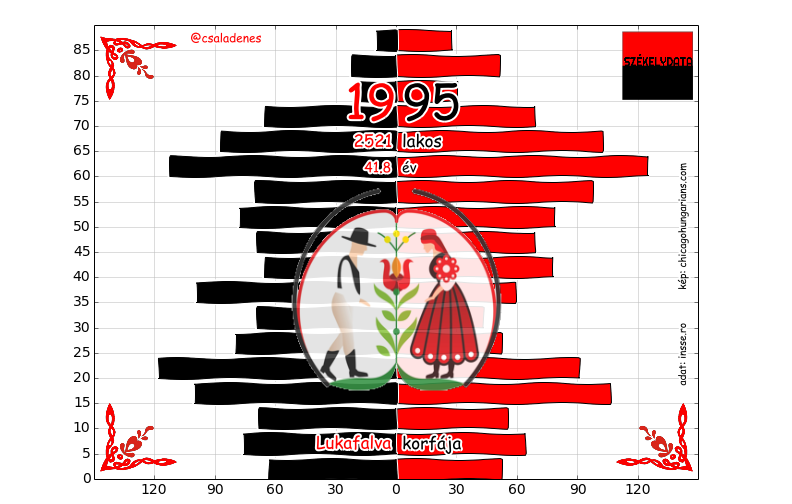 @csaladenes
SZÉKELYDATA
1995
2521 lakos
41.8 év
kép: chicagohungarians.com
adat: insse.ro
Lukafalva korfája
85
80
75
70
65
60
55
50
45
40
35
30
25
20
15
10
5
0
120 90 60 30 0 30 60 90 120